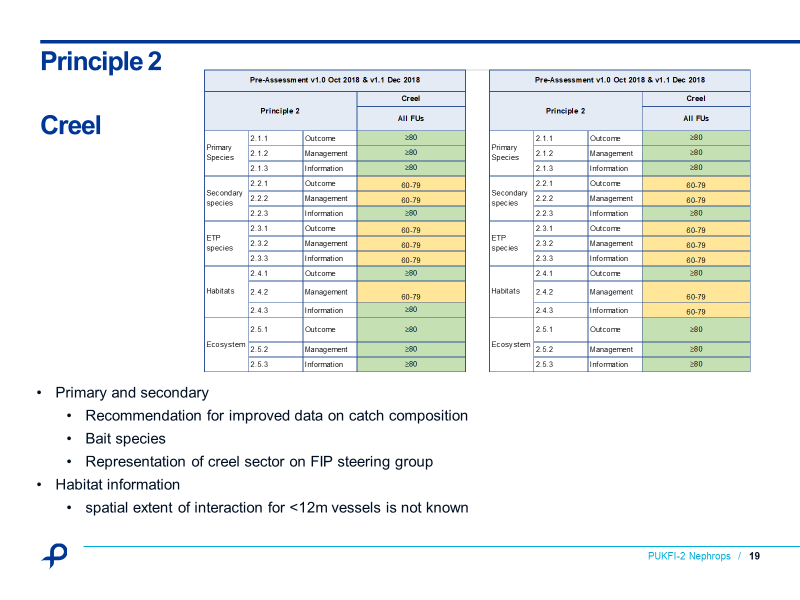 Principle 2
Creel
Pre-Assessment v1.0 Oct 2018 & v1.1 Dec 2018
Principle 2
Creel
All FUs
Primary Species
2.1.1 Outcome ≥80
2.1.2 Management ≥80
2.1.3 Information ≥80
Secondary species
2.2.1 Outcome 60-79
2.2.2 Management 60-79
2.2.3 Information ≥80
ETP species
2.3.1 Outcome 60-79
2.3.2 Management 60-79
2.3.3 Information 60-79
Habitats
2.4.1 Outcome ≥80
2.4.2 Management 60-79
2.4.3 Information ≥80
Ecosystem
2.5.1 Outcome ≥80
2.5.2 Management ≥80
2.5.3 Information ≥80
Pre-Assessment v1.0 Oct 2018 & v1.1 Dec 2018
Principle 2
Creel
All FUs
Primary Species
2.1.1 Outcome ≥80
2.1.2 Management ≥80
2.1.3 Information ≥80
Secondary species
2.2.1 Outcome 60-79
2.2.2 Management 60-79
2.2.3 Information ≥80
ETP species
2.3.1 Outcome 60-79
2.3.2 Management 60-79
2.3.3 Information 60-79
Habitats
2.4.1 Outcome ≥80
2.4.2 Management 60-79
2.4.3 Information 60-79
Ecosystem
2.5.1 Outcome ≥80
2.5.2 Management ≥80
2.5.3 Information ≥80
• Primary and secondary
• Recommendation for improved data on catch composition
• Bait species
• Representation of creel sector on FIP steering group
• Habitat information
• spatial extent of interaction for <12m vessels is not known
PUKFI-2 Nephrops / 19